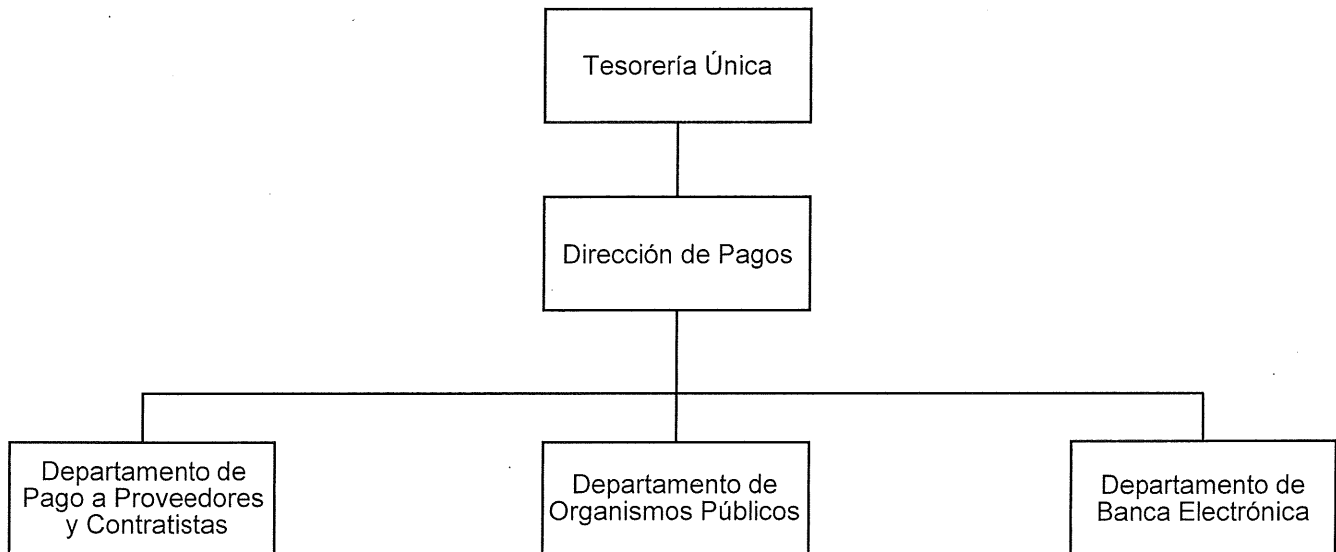 Tesorería Única
Dirección de Pagos
Departamento de
Pago a Proveedores
y Contratistas
Departamento de
Organismos Públicos
Departamento de
Banca Electrónica